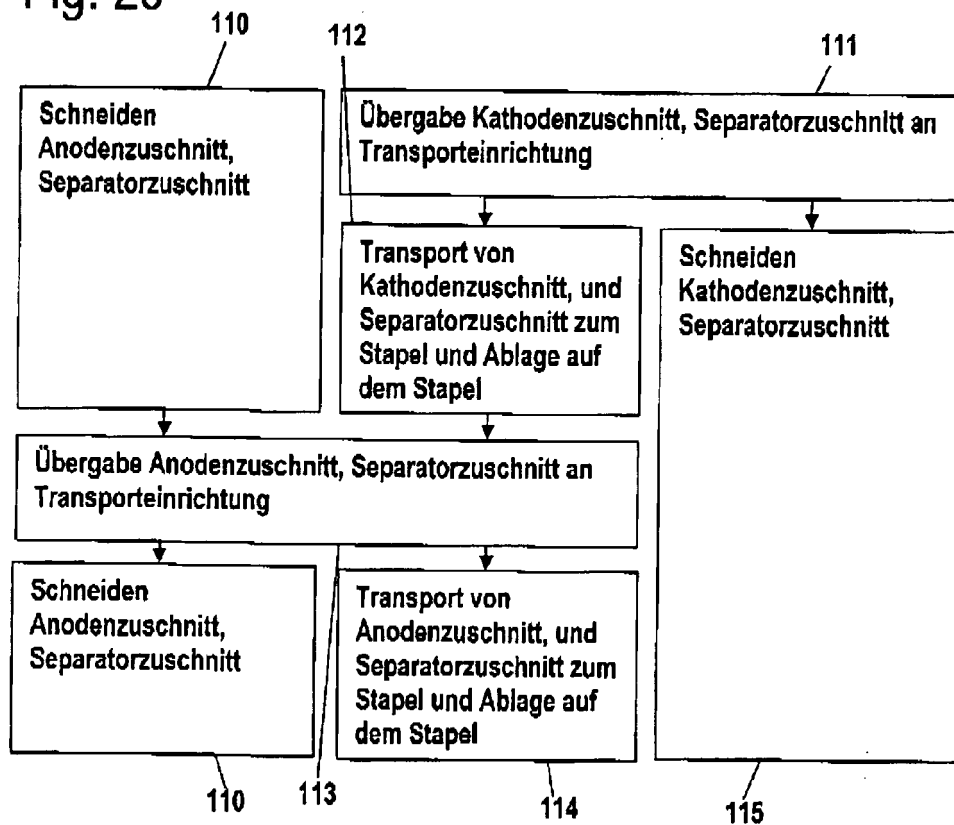 110
112
111
Schneiden
Anodenzuschnitt,
Separatorzuschnitt
Übergabe Kathodenzuschnitt, Separatorzuschnitt an
Transporteinrichtung
Transport von
Kathodenzuschnitt, und
Separatorzuschnitt zum
Stapel und Ablage auf
dem Stapel
Schneiden
Kathodenzuschnitt,
Separatorzuschnitt
Übergabe Anodenzuschnitt, Separatorzuschnitt an
Transporteinrichtung
Schneiden
Anodenzuschnitt,
Separatorzuschnitt
Transport von
Anodenzuschnitt, und
Separatorzuschnitt zum
Stapel und Ablage auf
dem Stapel
110
113
114
115